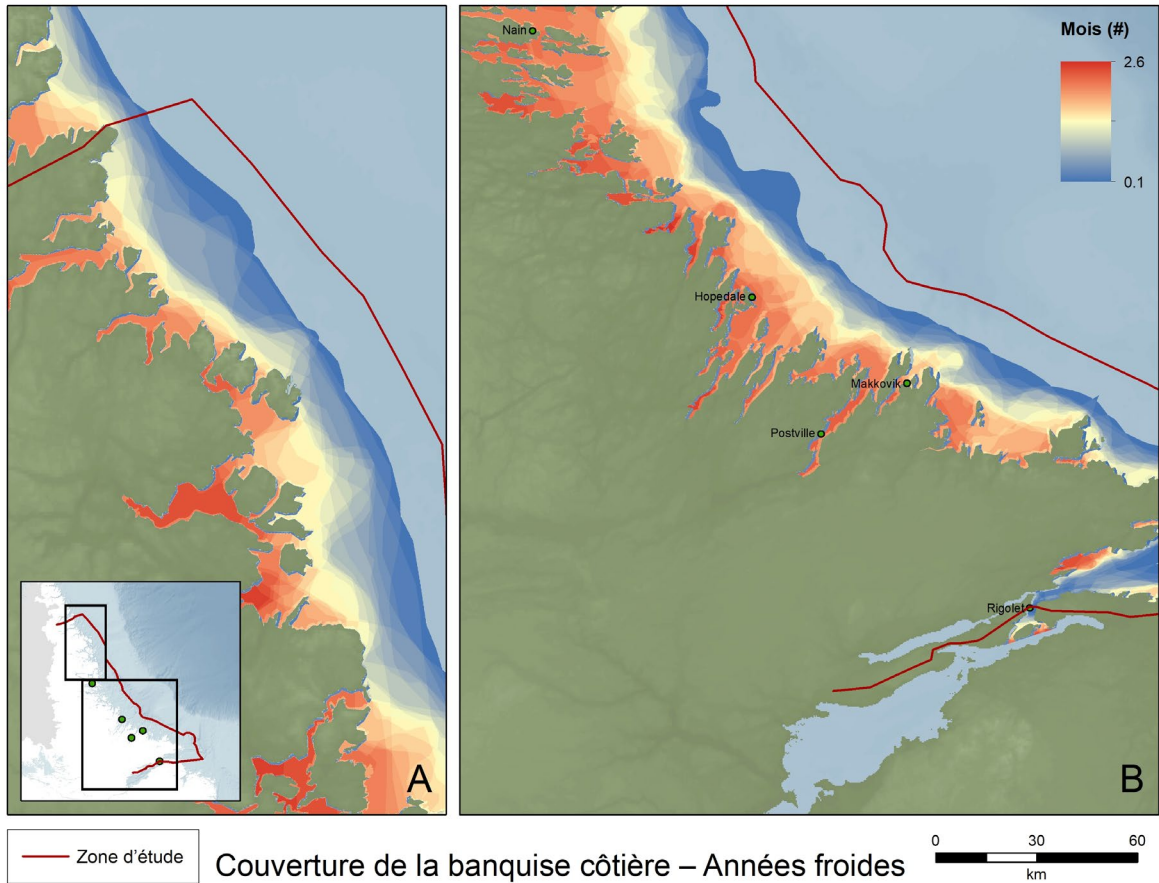 Nain
Mois (#)
2.6
0.1
Hopedale
Makkovik
Postville
Rigolet
A
B
Zone d'étude
Couverture de la banquise côtière – Années froides
0 30 60
km